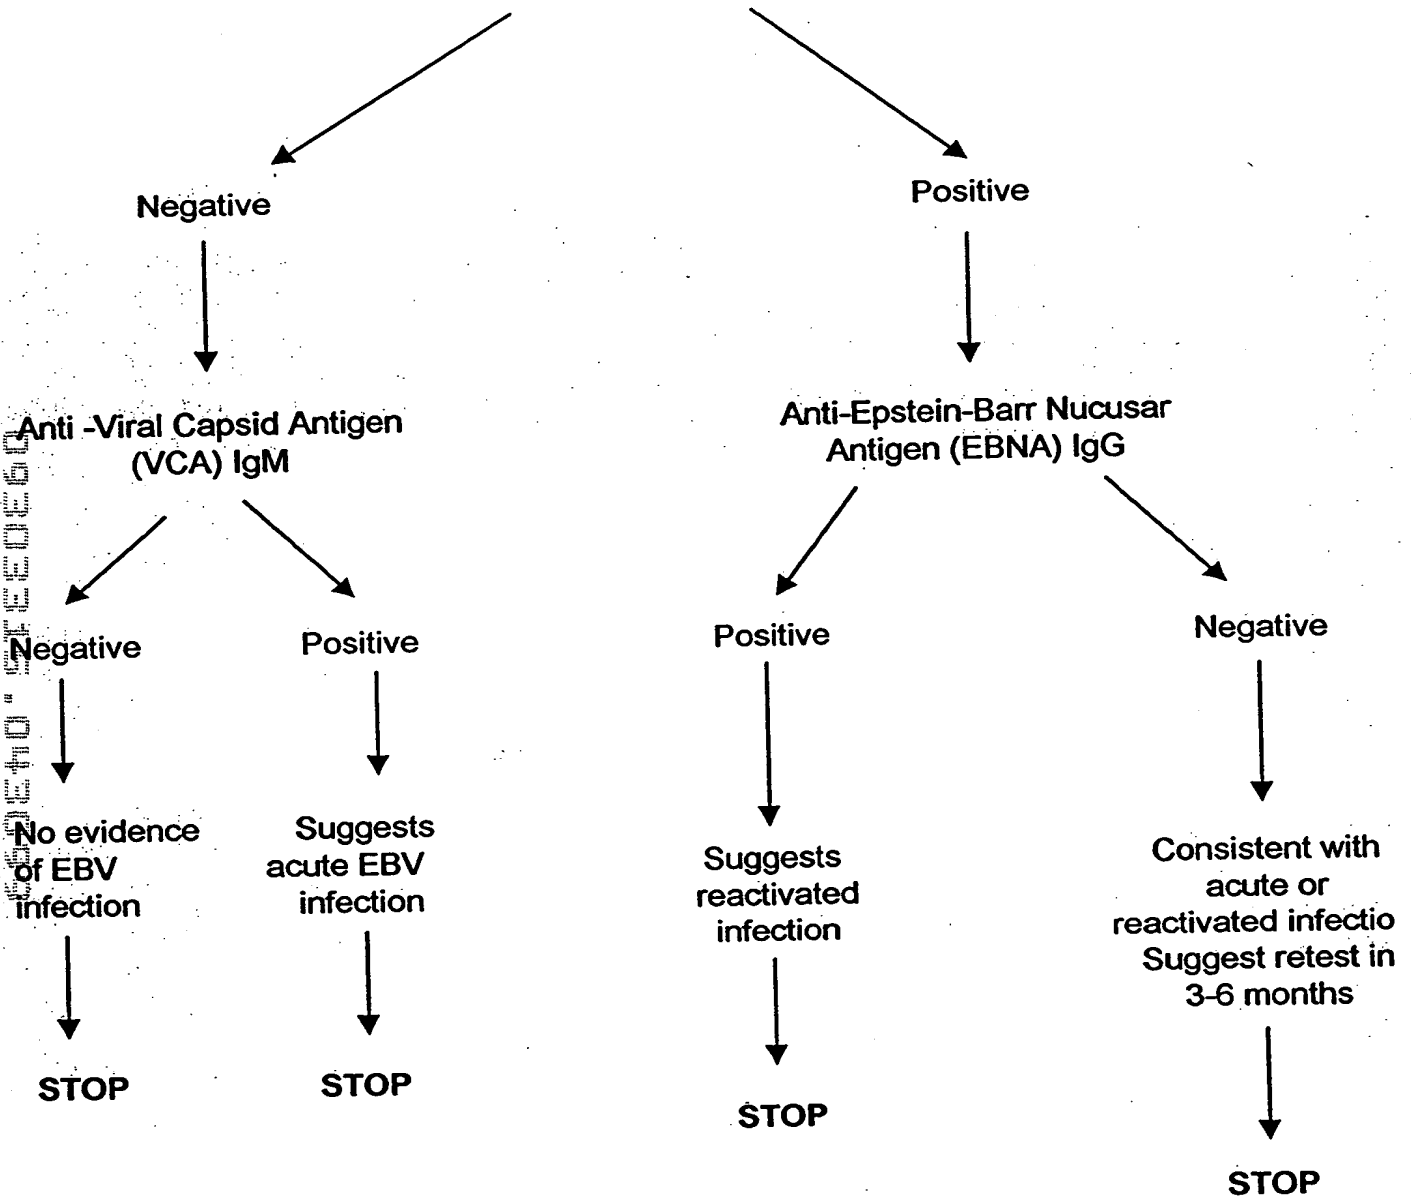 Negative
Positive
Anti -Viral Capsid Antigen
(VCA) IgM
Anti-Epstein-Barr Nucusar
Antigen (EBNA) IgG
Negative
Positive
Positive
Negative
No evidence
of EBV
infection
Suggests
acute EBV
infection
Suggests
reactivated
infection
Consistent with
acute or
reactivated infectio
Suggest retest in
3-6 months
STOP
STOP
STOP
STOP